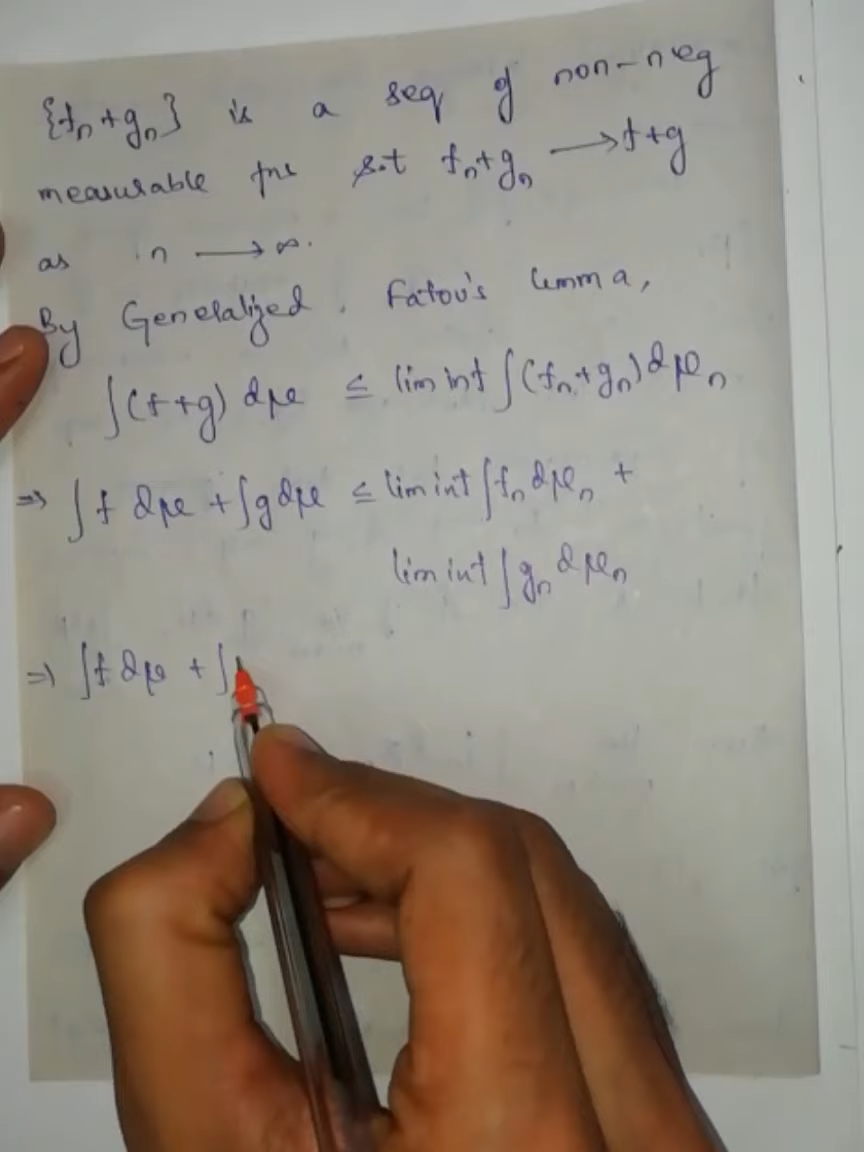 {fn+gn} is a seq of non-neg
measurable fns s.t fn+gn ⟶ f+g
as n ⟶ ∞.
By Generalized. Fatou's lemma,
∫(f+g) dμ ≤ lim inf ∫(fn+gn) dμn
⇒ ∫f dμ + ∫g dμ ≤ lim inf ∫fn dμn +
lim inf ∫gn dμn
⇒ ∫f dμ + ∫